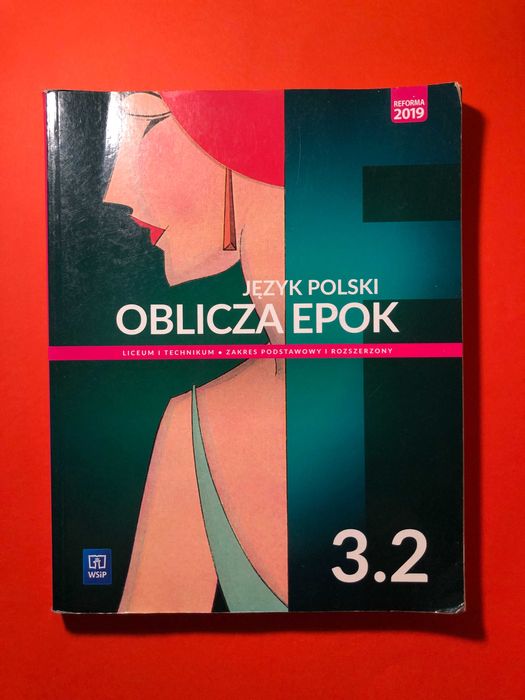 REFORMA
2019
JĘZYK POLSKI
OBLICZA EPOK
LICEUM I TECHNIKUM • ZAKRES PODSTAWOWY I ROZSZERZONY
3.2
WSiP